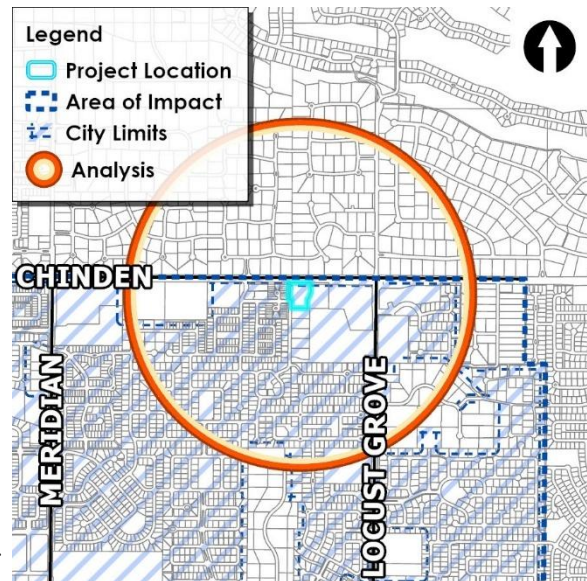 Legend
Project Location
Area of Impact
City Limits
Analysis
CHINDEN
MERIDIAN
LOCUST GROVE